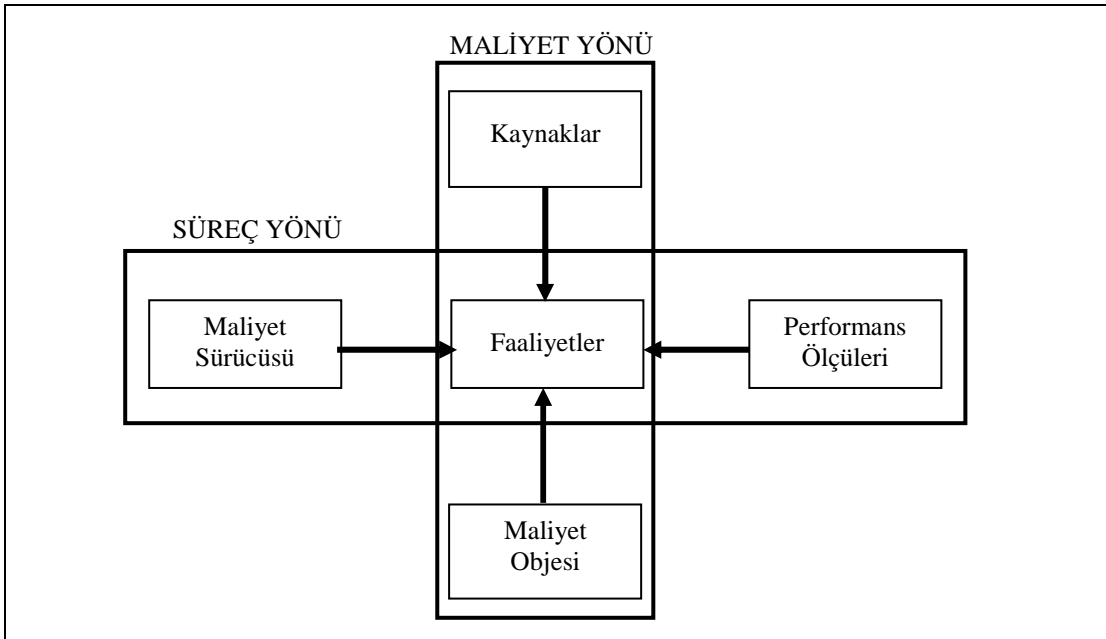 MALİYET YÖNÜ
Kaynaklar
SÜREÇ YÖNÜ
Maliyet
Sürücüsü
Faaliyetler
Performans
Ölçüleri
Maliyet
Objesi